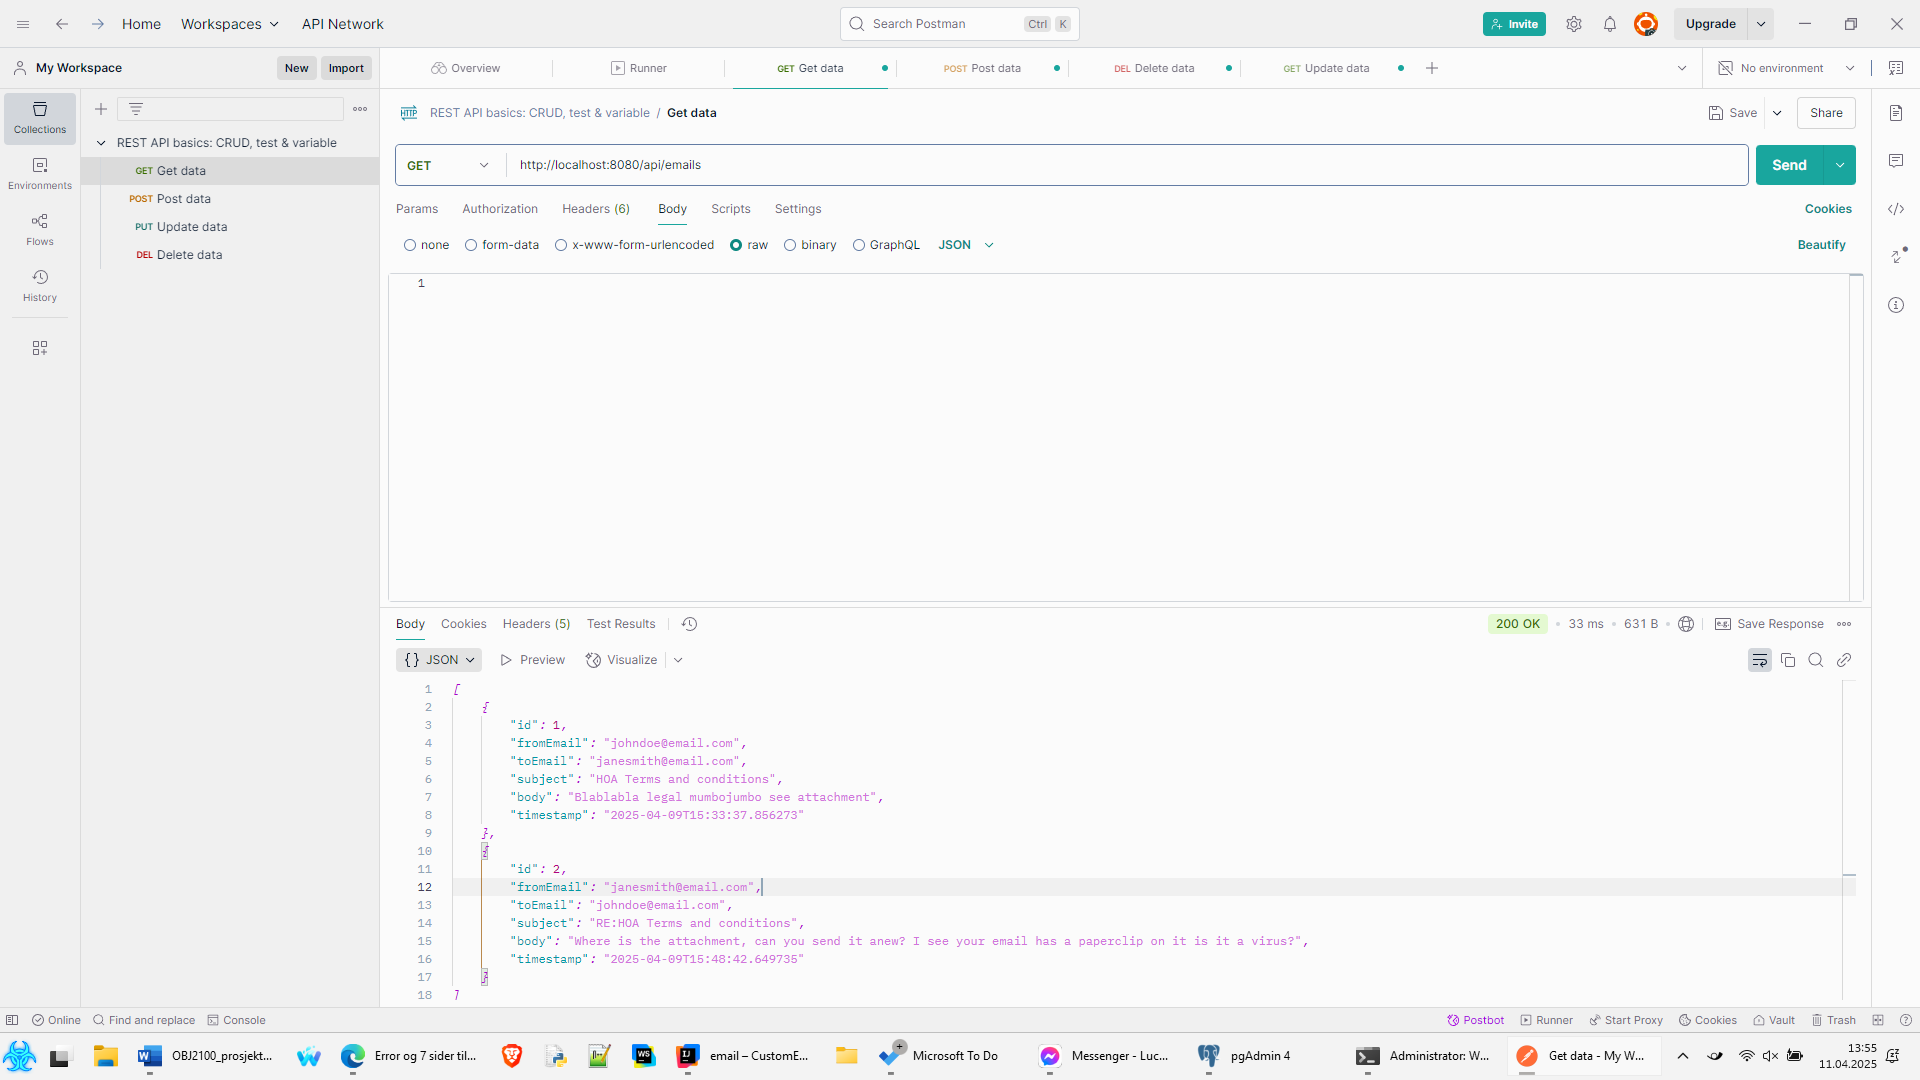 Home Workspaces API Network Search Postman Ctrl K Invite Upgrade
My Workspace New Import Overview Runner GET Get data POST Post data DEL Delete data GET Update data No environment
Collections
Environments
Flows
History
REST API basics: CRUD, test & variable
GET Get data
POST Post data
PUT Update data
DEL Delete data
HTTP REST API basics: CRUD, test & variable / Get data Save Share
GET http://localhost:8080/api/emails Send
Params Authorization Headers (6) Body Scripts Settings Cookies
none form-data x-www-form-urlencoded raw binary GraphQL JSON Beautify
1
Body Cookies Headers (5) Test Results 200 OK • 33 ms • 631 B • e.g. Save Response
{} JSON Preview Visualize
1 [
2 {
3 "id": 1,
4 "fromEmail": "johndoe@email.com",
5 "toEmail": "janesmith@email.com",
6 "subject": "HOA Terms and conditions",
7 "body": "Blablabla legal mumbojumbo see attachment",
8 "timestamp": "2025-04-09T15:33:37.856273"
9 },
10 {
11 "id": 2,
12 "fromEmail": "janesmith@email.com",
13 "toEmail": "johndoe@email.com",
14 "subject": "RE:HOA Terms and conditions",
15 "body": "Where is the attachment, can you send it anew? I see your email has a paperclip on it is it a virus?",
16 "timestamp": "2025-04-09T15:48:42.649735"
17 }
18 ]
Online Find and replace Console Postbot Runner Start Proxy Cookies Vault Trash
OBJ2100_prosjekt... Error og 7 sider til... WS email – CustomE... Microsoft To Do Messenger - Luc... pgAdmin 4 Administrator: W... Get data - My W... 13:55
11.04.2025